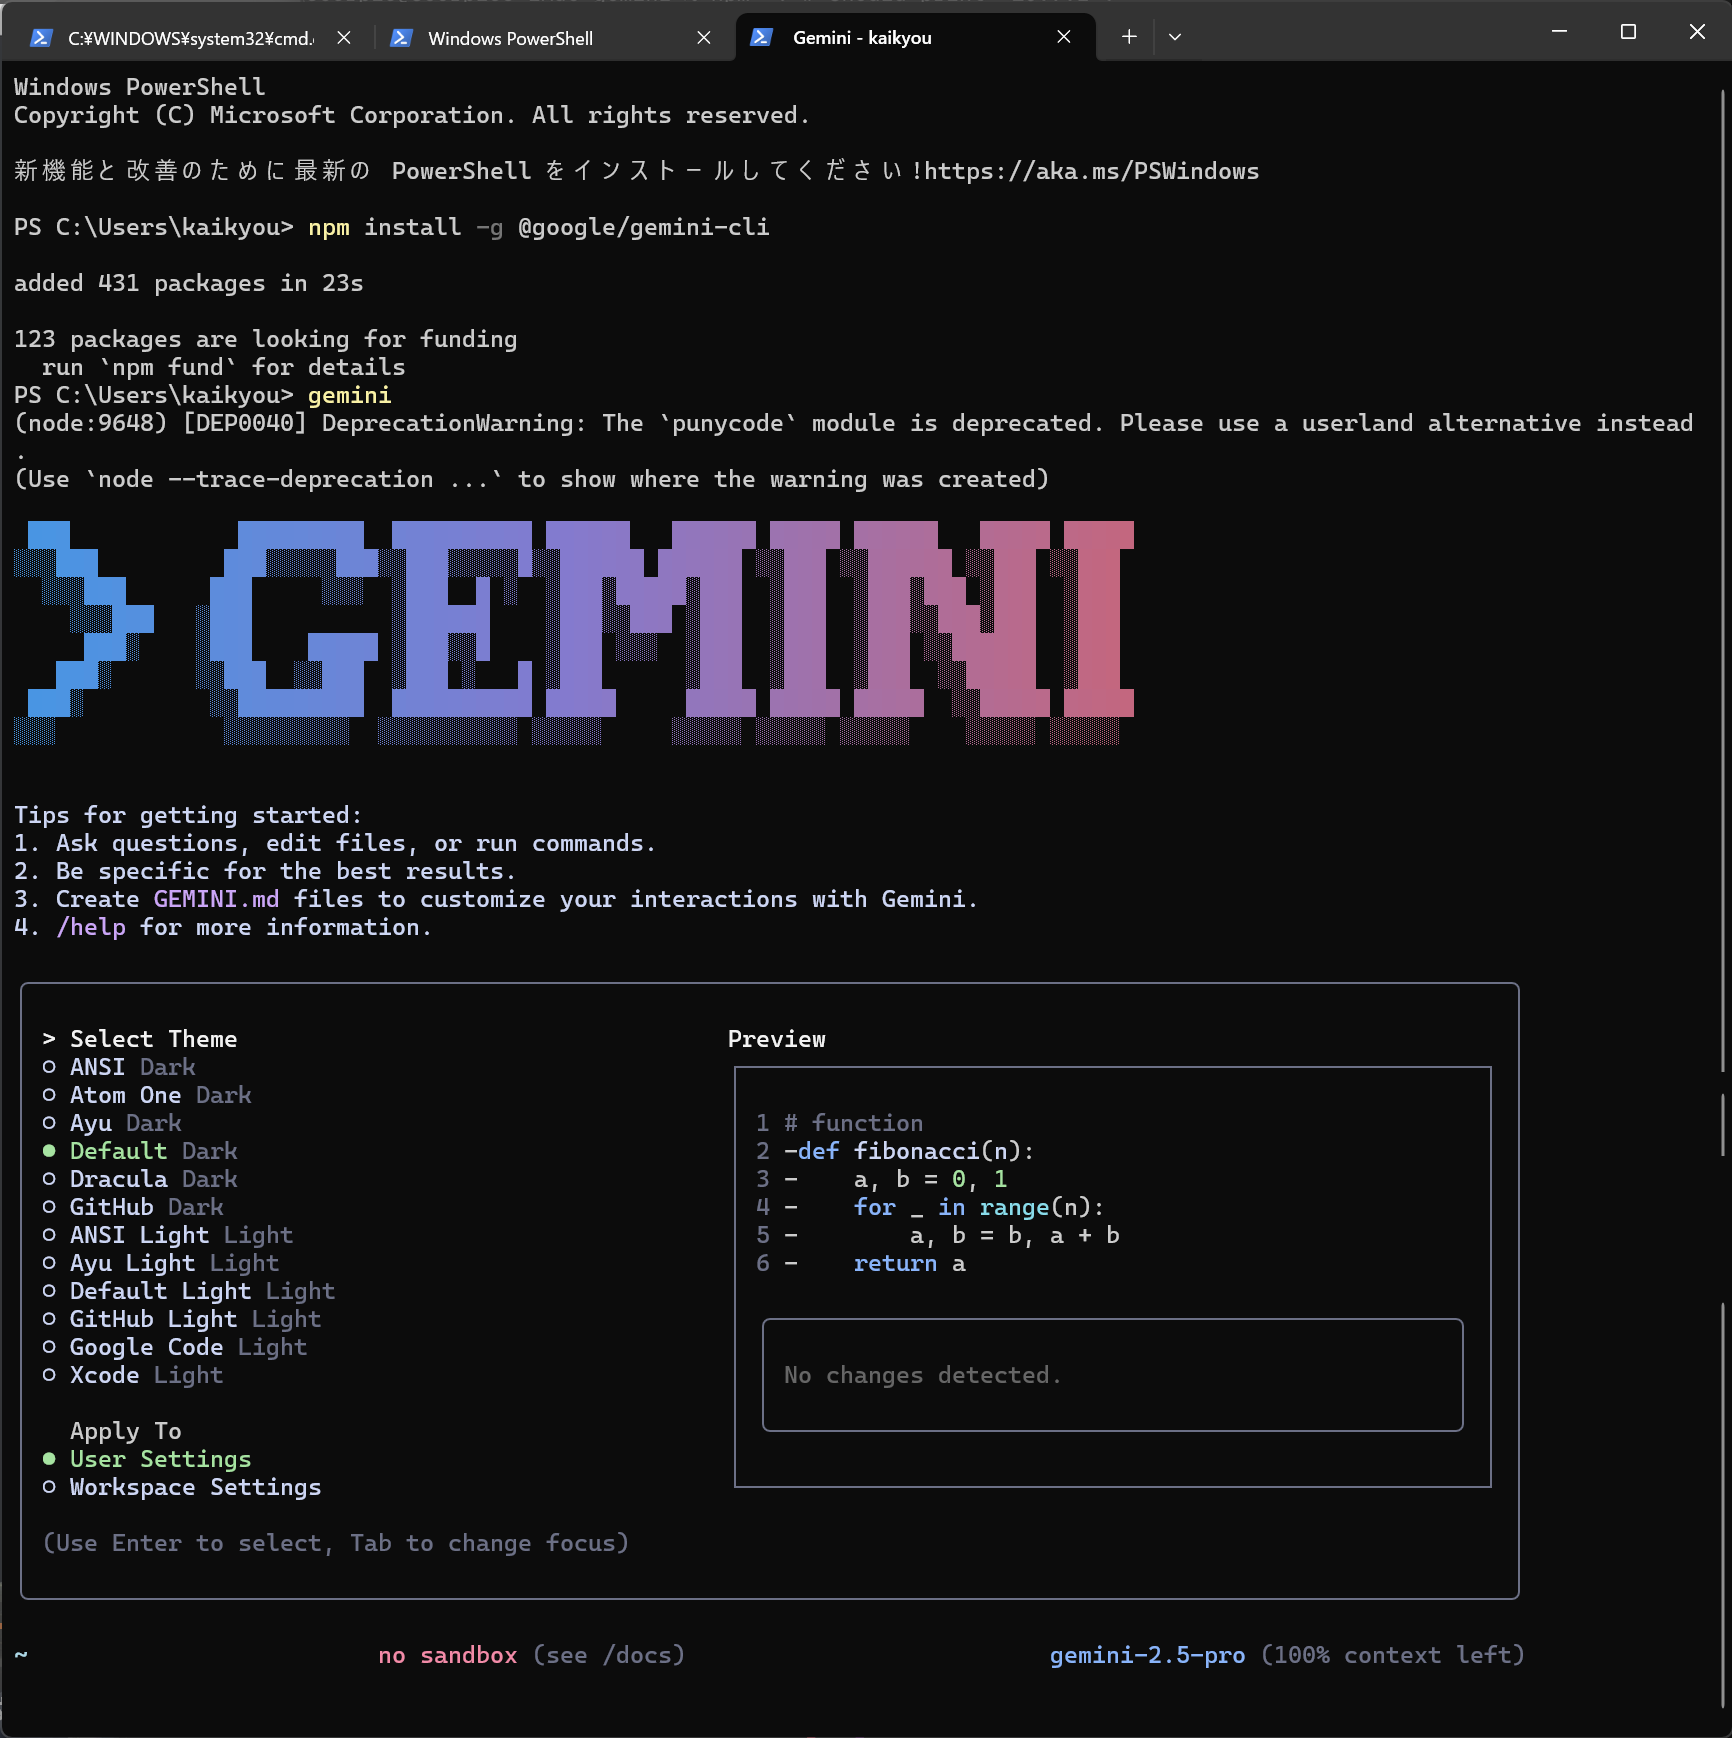 C:¥WINDOWS¥system32¥cmd.
Windows PowerShell
Gemini - kaikyou
Windows PowerShell
Copyright (C) Microsoft Corporation. All rights reserved.
新機能と改善のために最新の PowerShell をインストールしてください!https://aka.ms/PSWindows
PS C:\Users\kaikyou> npm install -g @google/gemini-cli
added 431 packages in 23s
123 packages are looking for funding
  run `npm fund` for details
PS C:\Users\kaikyou> gemini
(node:9648) [DEP0040] DeprecationWarning: The `punycode` module is deprecated. Please use a userland alternative instead
.
(Use `node --trace-deprecation ...` to show where the warning was created)
> GEMINI
Tips for getting started:
1. Ask questions, edit files, or run commands.
2. Be specific for the best results.
3. Create GEMINI.md files to customize your interactions with Gemini.
4. /help for more information.
> Select Theme
○ ANSI Dark
○ Atom One Dark
○ Ayu Dark
● Default Dark
○ Dracula Dark
○ GitHub Dark
○ ANSI Light Light
○ Ayu Light Light
○ Default Light Light
○ GitHub Light Light
○ Google Code Light
○ Xcode Light
Apply To
● User Settings
○ Workspace Settings
(Use Enter to select, Tab to change focus)
Preview
1 # function
2 -def fibonacci(n):
3 -    a, b = 0, 1
4 -    for _ in range(n):
5 -        a, b = b, a + b
6 -    return a
No changes detected.
~
no sandbox (see /docs)
gemini-2.5-pro (100% context left)